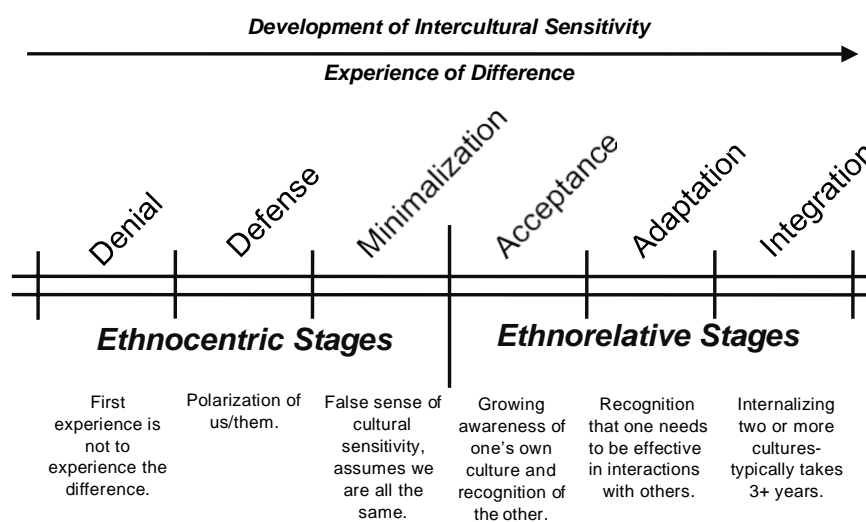 Development of Intercultural Sensitivity
Experience of Difference
Denial
Defense
Minimalization
Acceptance
Adaptation
Integration
Ethnocentric Stages
Ethnorelative Stages
First
experience is
not to
experience the
difference.
Polarization of
us/them.
False sense of
cultural
sensitivity,
assumes we
are all the
same.
Growing
awareness of
one's own
culture and
recognition of
the other.
Recognition
that one needs
to be effective
in interactions
with others.
Internalizing
two or more
cultures-
typically takes
3+ years.